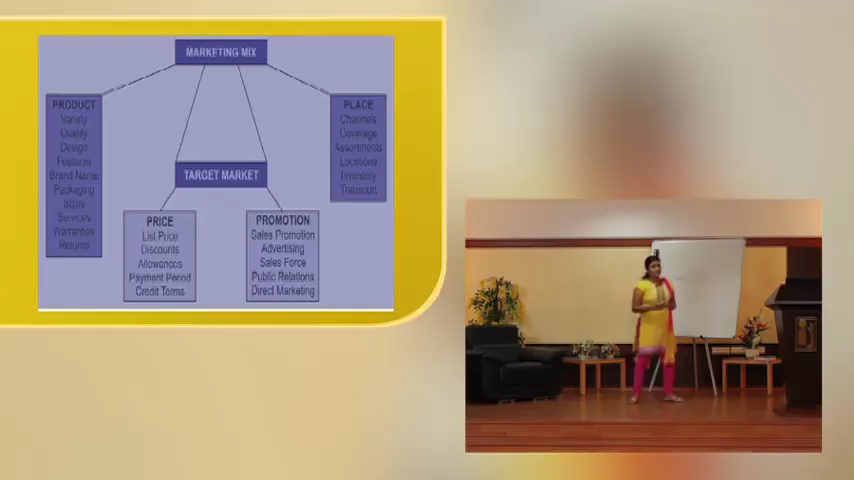 MARKETING MIX
PRODUCT
Variety
Quality
Design
Features
Brand Name
Packaging
Sizes
Services
Warranties
Returns
PLACE
Channels
Coverage
Assortments
Locations
Inventory
Transport
TARGET MARKET
PRICE
List Price
Discounts
Allowances
Payment Period
Credit Terms
PROMOTION
Sales Promotion
Advertising
Sales Force
Public Relations
Direct Marketing